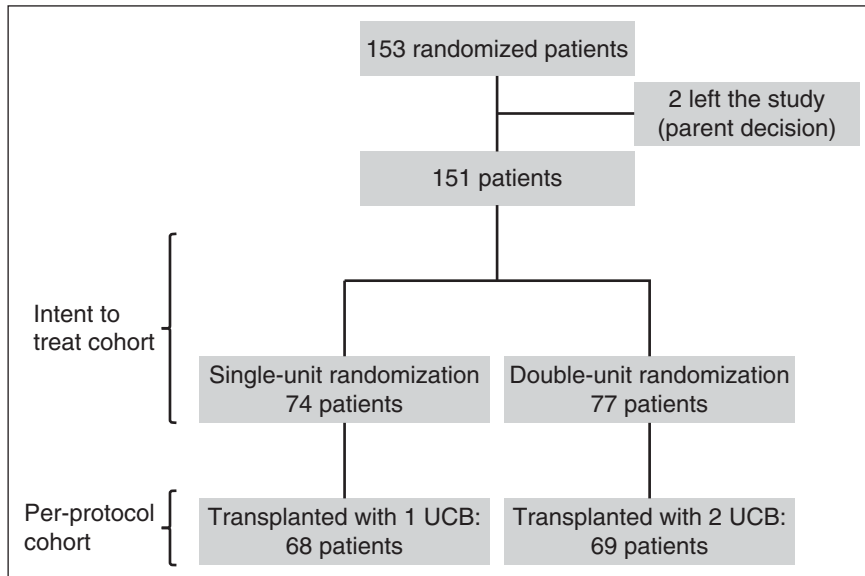 153 randomized patients
2 left the study
(parent decision)
151 patients
Intent to
treat cohort
Single-unit randomization
74 patients
Double-unit randomization
77 patients
Per-protocol
cohort
Transplanted with 1 UCB:
68 patients
Transplanted with 2 UCB:
69 patients